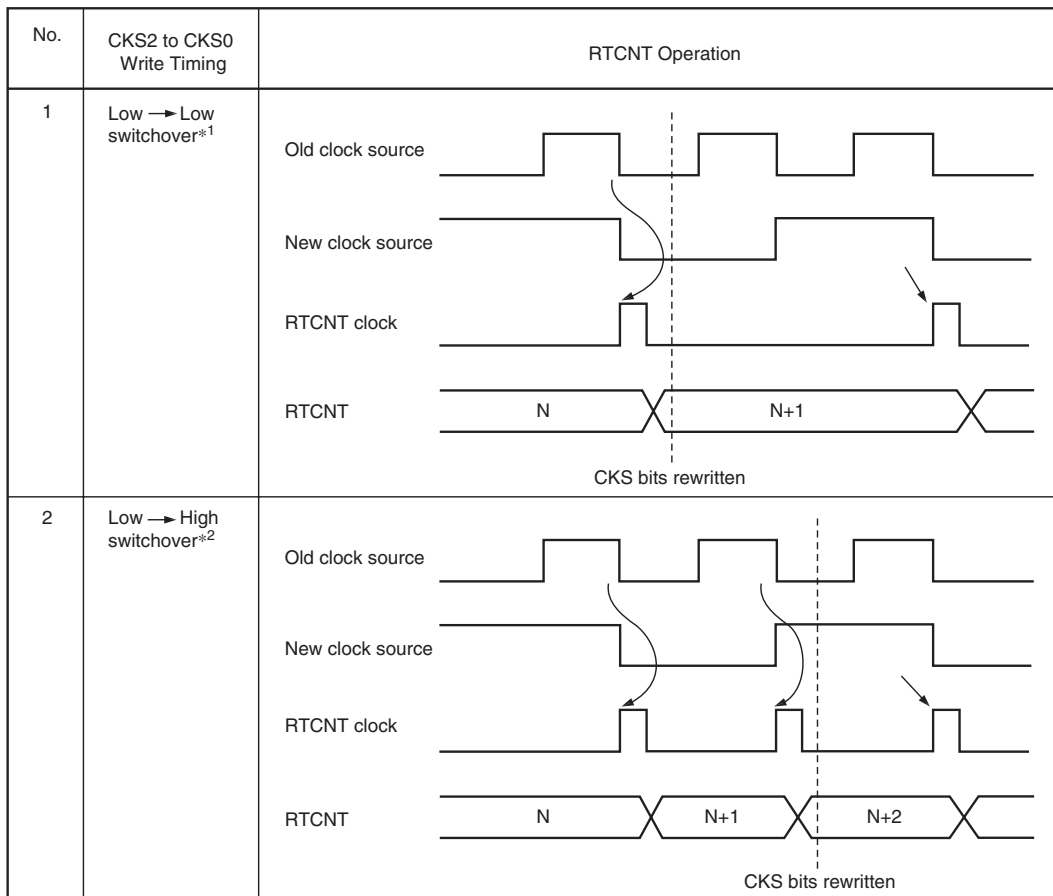 No.
CKS2 to CKS0
Write Timing
RTCNT Operation
1
Low → Low
switchover*1
Old clock source
New clock source
RTCNT clock
RTCNT
N
N+1
CKS bits rewritten
2
Low → High
switchover*2
Old clock source
New clock source
RTCNT clock
RTCNT
N
N+1
N+2
CKS bits rewritten